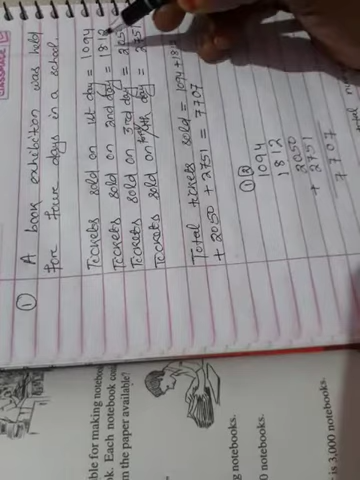 ① A book exhibition was held
for four days in a school.
Tickets sold on 1st day = 1094
Tickets sold on 2nd day = 1812
Tickets sold on 3rd day = 2050
Tickets sold on 4th day = 2751
Total tickets sold = 1094 + 181
+ 2050 + 2751 = 7707
① ②
1094
1812
2050
+ 2751
7707
ble for making notebo
k. Each notebook co
m the paper available?
g notebooks.
0 notebooks.
is 3,000 notebooks.